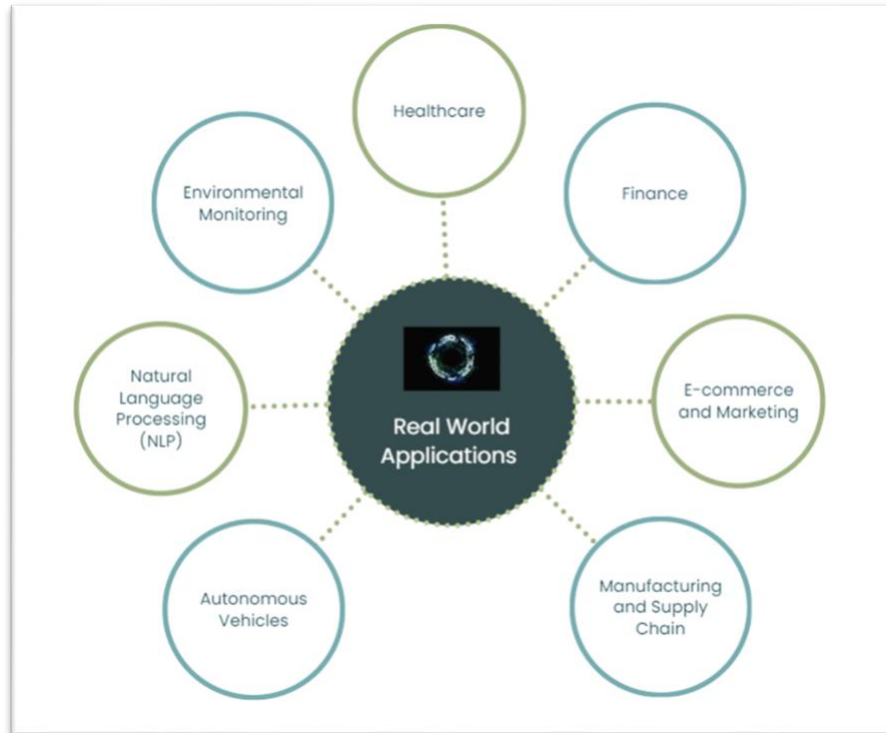 Healthcare
Environmental
Monitoring
Finance
Natural
Language
Processing
(NLP)
Real World
Applications
E-commerce
and Marketing
Autonomous
Vehicles
Manufacturing
and Supply
Chain